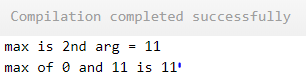 Compilation completed successfully
max is 2nd arg = 11
max of 0 and 11 is 11'